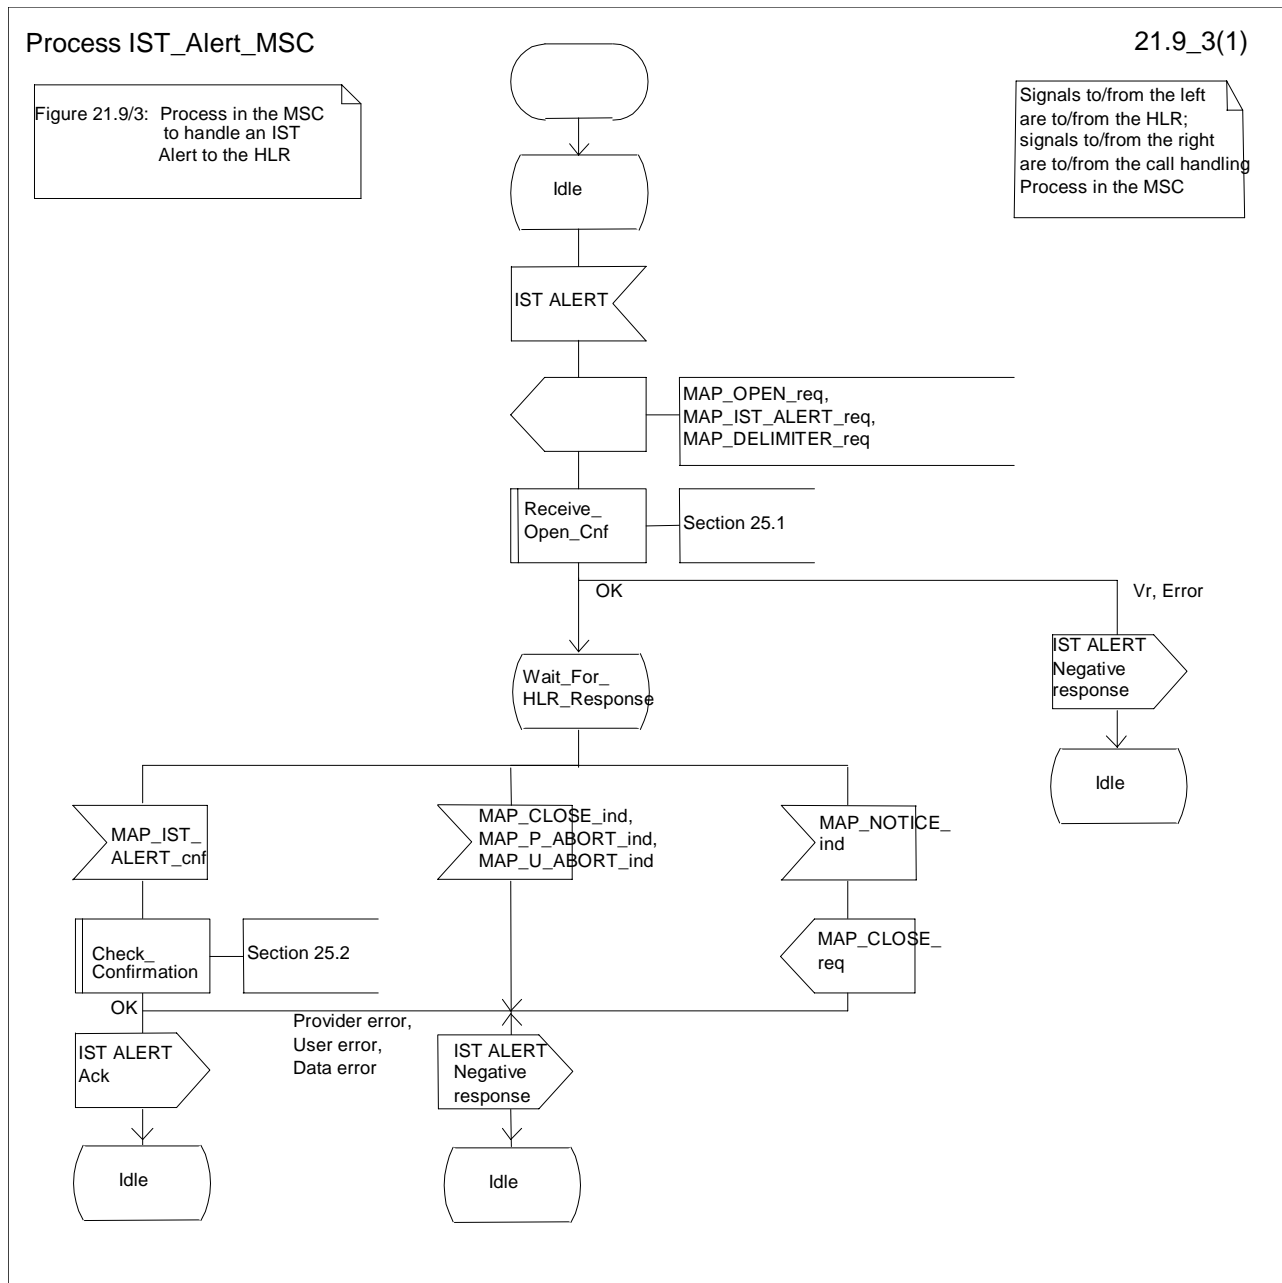 Process IST_Alert_MSC
21.9_3(1)
Figure 21.9/3: Process in the MSC
to handle an IST
Alert to the HLR
Signals to/from the left
are to/from the HLR;
signals to/from the right
are to/from the call handling
Process in the MSC
Idle
IST ALERT
MAP_OPEN_req,
MAP_IST_ALERT_req,
MAP_DELIMITER_req
Receive_
Open_Cnf
Section 25.1
OK
Vr, Error
IST ALERT
Negative
response
Idle
Wait_For_
HLR_Response
MAP_IST_
ALERT_cnf
MAP_CLOSE_ind,
MAP_P_ABORT_ind,
MAP_U_ABORT_ind
MAP_NOTICE_
ind
Check_
Confirmation
Section 25.2
MAP_CLOSE_
req
OK
Provider error,
User error,
Data error
IST ALERT
Ack
IST ALERT
Negative
response
Idle
Idle